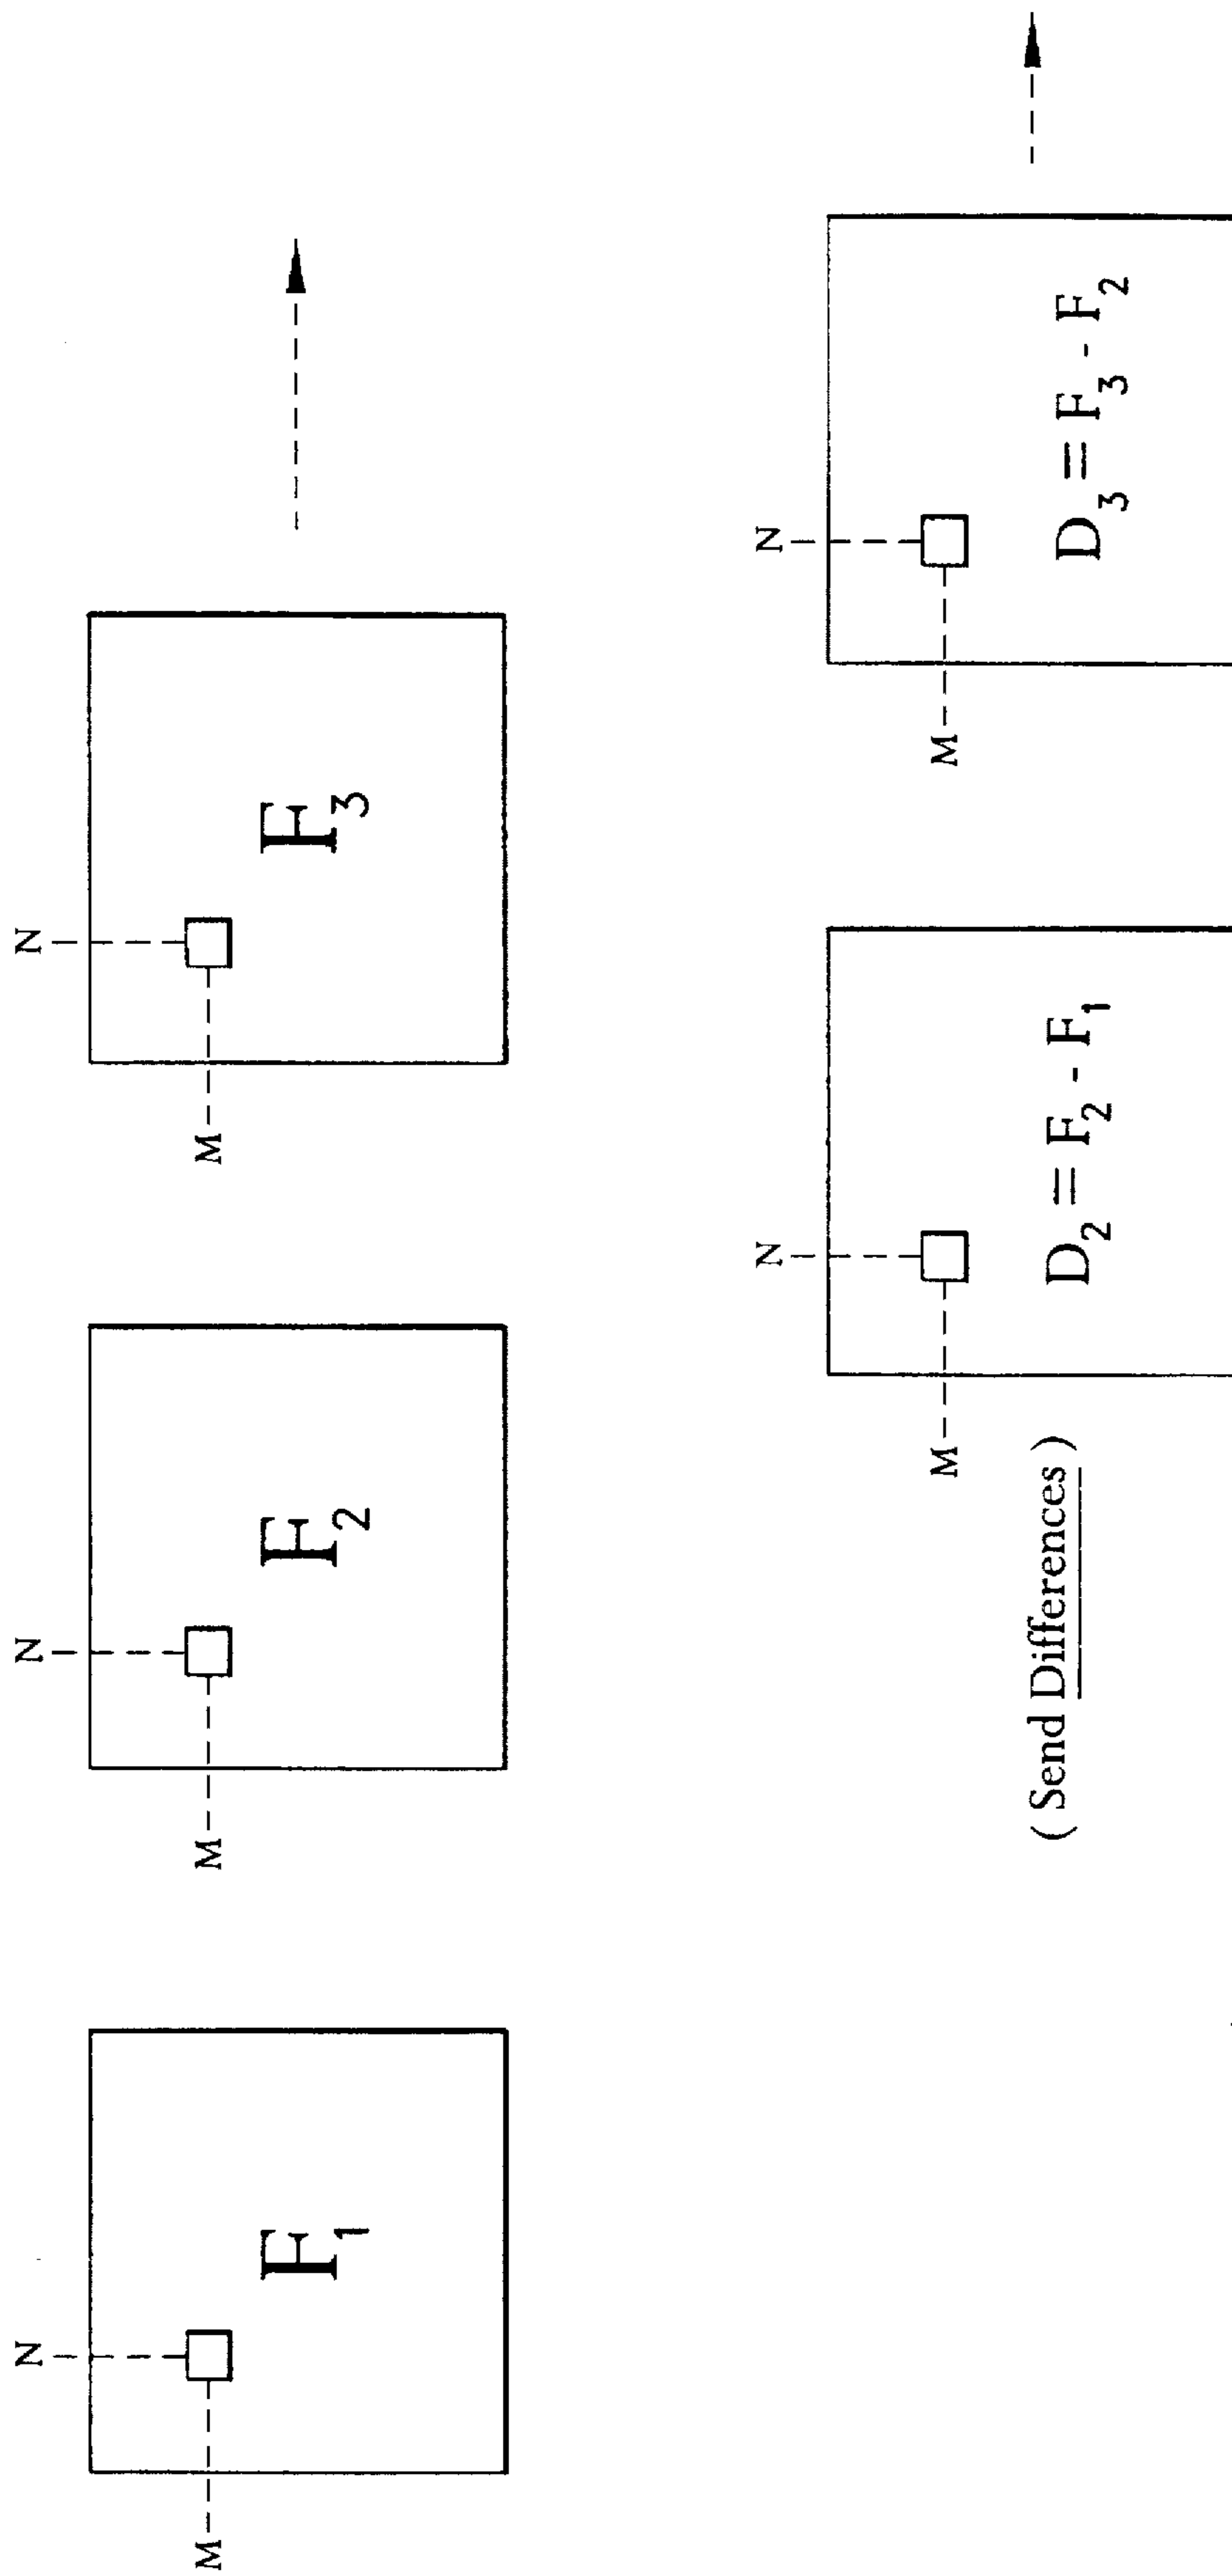 N N N
M F₁ M F₂ M F₃
N N
M M
( Send Differences ) D₂ = F₂ - F₁ D₃ = F₃ - F₂